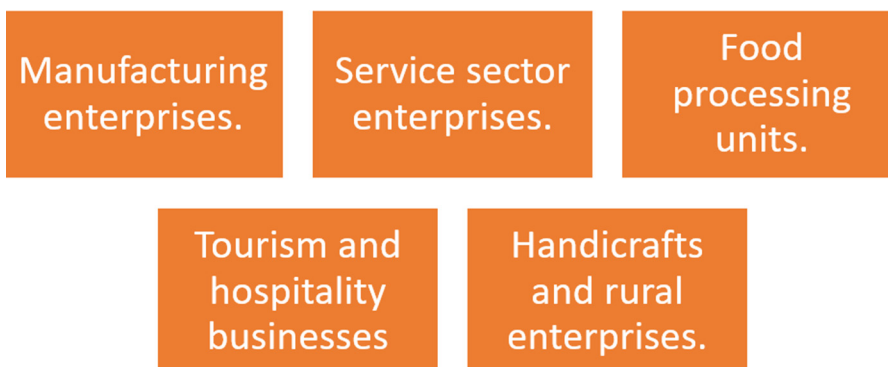 Manufacturing
enterprises.
Service sector
enterprises.
Food
processing
units.
Tourism and
hospitality
businesses
Handicrafts
and rural
enterprises.